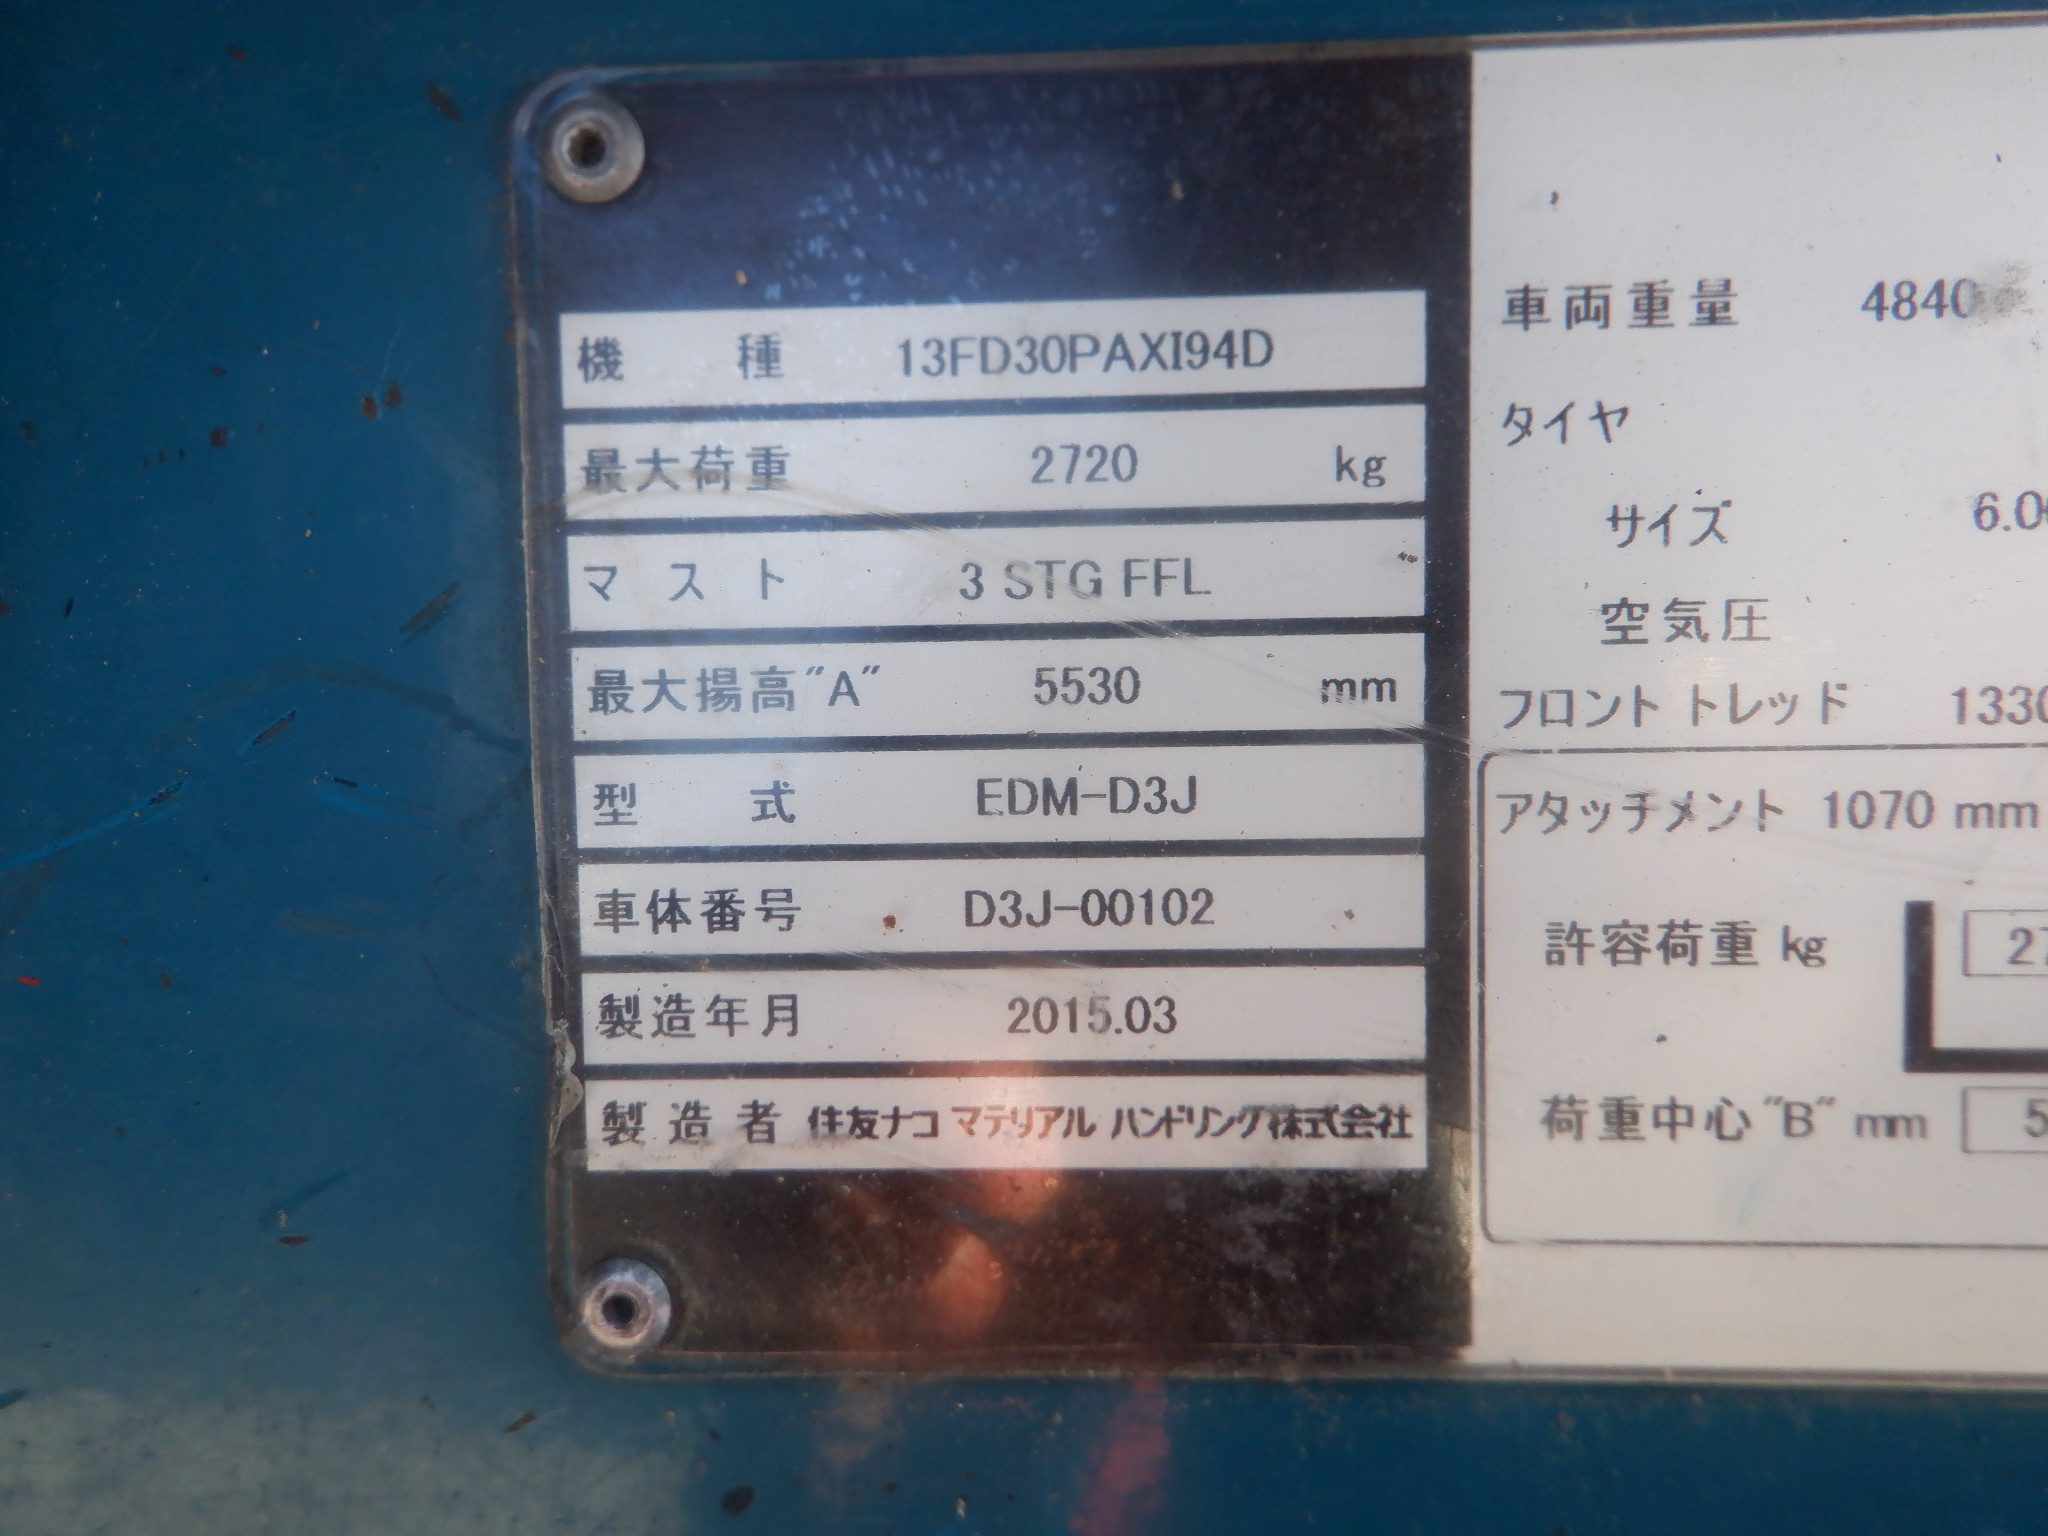 機種 13FD30PAXI94D
最大荷重 2720 kg
マスト 3 STG FFL
最大揚高"A" 5530 mm
型式 EDM-D3J
車体番号 D3J-00102
製造年月 2015.03
製造者 住友ナコ マテリアル ハンドリング株式会社
車両重量 4840
タイヤ
サイズ 6.00
空気圧
フロント トレッド 1330
アタッチメント 1070 mm
許容荷重 kg 27
荷重中心"B" mm 5